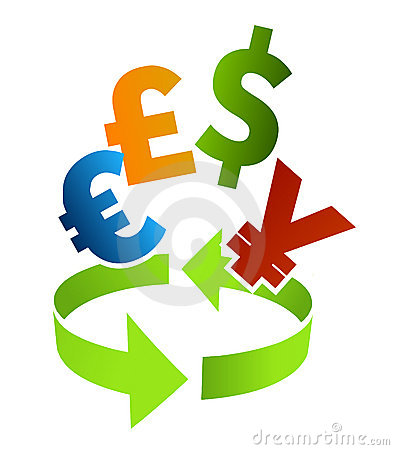 £ $
€ ¥
dreamstime.com